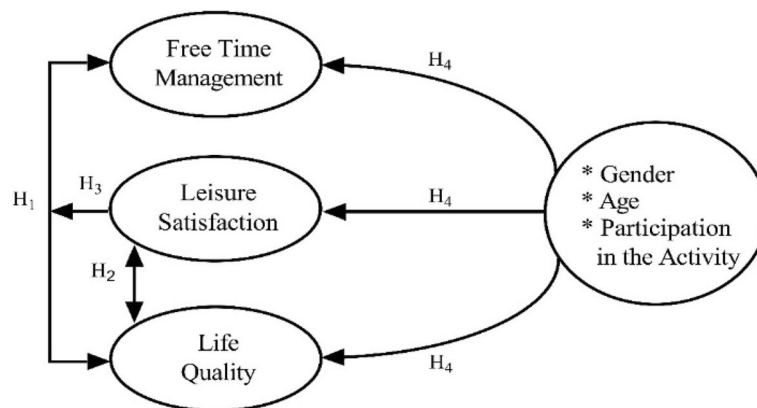 Free Time
Management
H₄
H₁
H₃
Leisure
Satisfaction
H₄
* Gender
* Age
* Participation
in the Activity
H₂
Life
Quality
H₄